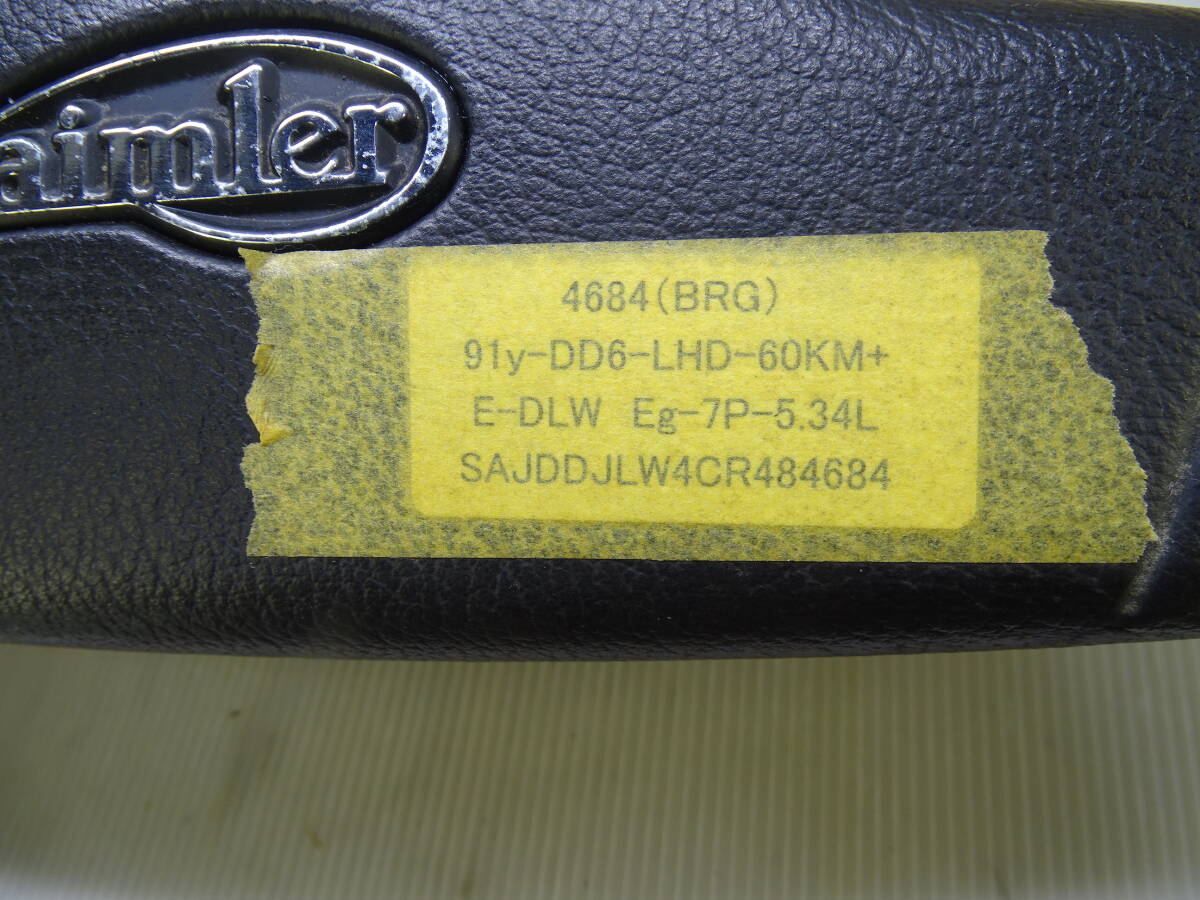 aimler
4684(BRG)
91y-DD6-LHD-60KM+
E-DLW Eg-7P-5.34L
SAJDDJLW4CR484684